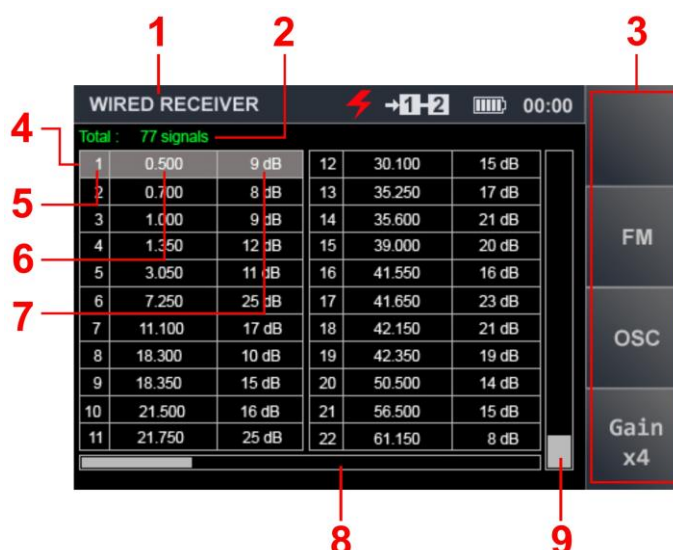 1 2 3
WIRED RECEIVER →1-2 00:00
Total : 77 signals
4
1 0.500 9 dB 12 30.100 15 dB
5
2 0.700 8 dB 13 35.250 17 dB
3 1.000 9 dB 14 35.600 21 dB
FM
6
4 1.350 12 dB 15 39.000 20 dB
5 3.050 11 dB 16 41.550 16 dB
6 7.250 25 dB 17 41.650 23 dB
7
7 11.100 17 dB 18 42.150 21 dB
OSC
8 18.300 10 dB 19 42.350 19 dB
9 18.350 15 dB 20 50.500 14 dB
10 21.500 16 dB 21 56.500 15 dB
Gain
11 21.750 25 dB 22 61.150 8 dB
x4
8 9